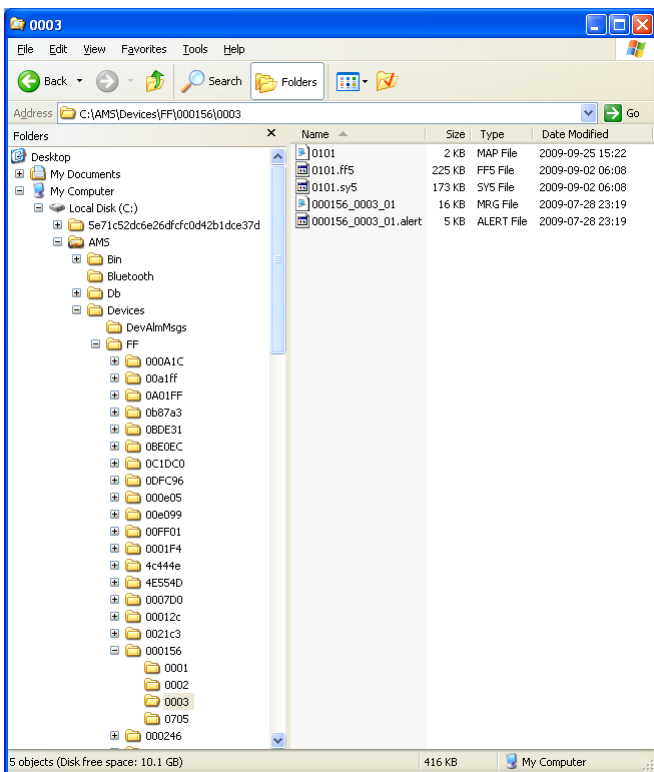 0003
File Edit View Favorites Tools Help
Back Search Folders
Address C:\AMS\Devices\FF\000156\0003 Go
Folders x
Name Size Type Date Modified
0101 2 KB MAP File 2009-09-25 15:22
0101.ff5 225 KB FF5 File 2009-09-02 06:08
0101.sy5 173 KB SY5 File 2009-09-02 06:08
000156_0003_01 16 KB MRG File 2009-07-28 23:19
000156_0003_01.alert 5 KB ALERT File 2009-07-28 23:19
Desktop
My Documents
My Computer
Local Disk (C:)
5e71c52dc6e26dfcfc0d42b1dce37d
AMS
Bin
Bluetooth
Db
Devices
DevAlmMsgs
FF
000A1C
00a1ff
0A01FF
0b87a3
0BDE31
0BE0EC
0C1DC0
0DFC96
000e05
00e099
00FF01
0001F4
4c444e
4E554D
0007D0
00012c
0021c3
000156
0001
0002
0003
0705
000246
5 objects (Disk free space: 10.1 GB) 416 KB My Computer